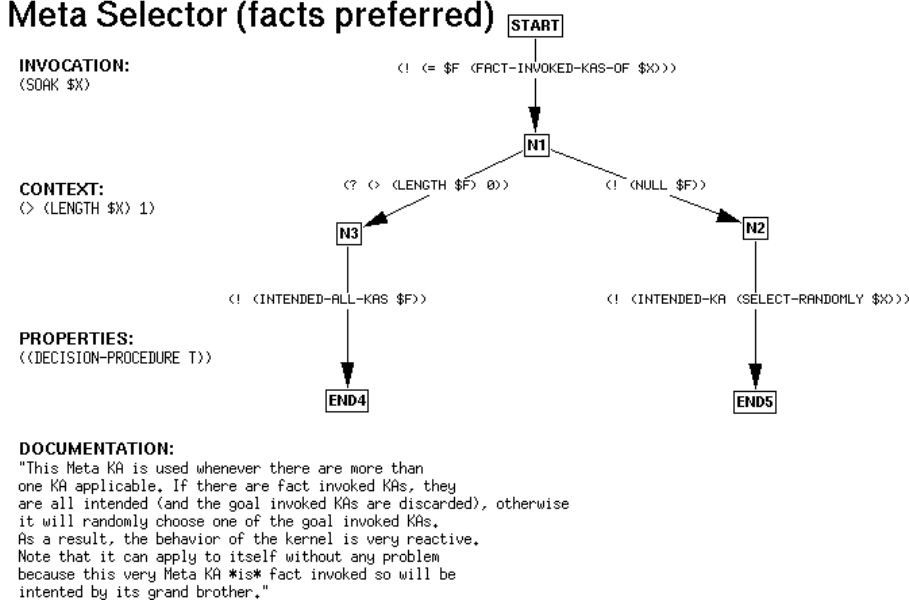 Meta Selector (facts preferred)
START
INVOCATION:
(SOAK $X)
(! (= $F (FACT-INVOKED-KAS-OF $X)))
N1
CONTEXT:
(> (LENGTH $X) 1)
(? (> (LENGTH $F) 0))
(! (NULL $F))
N3
N2
(! (INTENDED-ALL-KAS $F))
(! (INTENDED-KA (SELECT-RANDOMLY $X)))
PROPERTIES:
((DECISION-PROCEDURE T))
END4
END5
DOCUMENTATION:
"This Meta KA is used whenever there are more than
one KA applicable. If there are fact invoked KAs, they
are all intended (and the goal invoked KAs are discarded), otherwise
it will randomly choose one of the goal invoked KAs.
As a result, the behavior of the kernel is very reactive.
Note that it can apply to itself without any problem
because this very Meta KA *is* fact invoked so will be
intented by its grand brother."